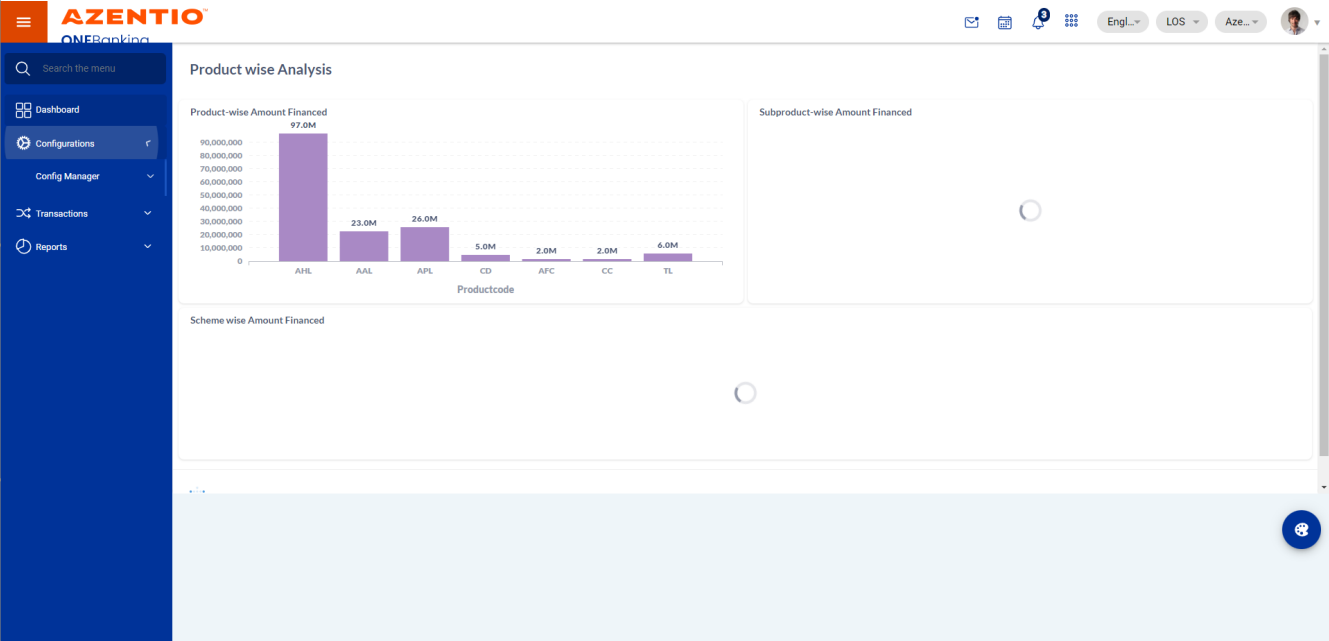 AZENTIO™
ONEBanking
3
Engl...
LOS
Aze...
Search the menu
Dashboard
Configurations
Config Manager
Transactions
Reports
Product wise Analysis
Product-wise Amount Financed
97.0M
90,000,000
80,000,000
70,000,000
60,000,000
50,000,000
40,000,000
30,000,000
20,000,000
10,000,000
0
23.0M
26.0M
5.0M
2.0M
2.0M
6.0M
AHL AAL APL CD AFC CC TL
Productcode
Subproduct-wise Amount Financed
Scheme wise Amount Financed